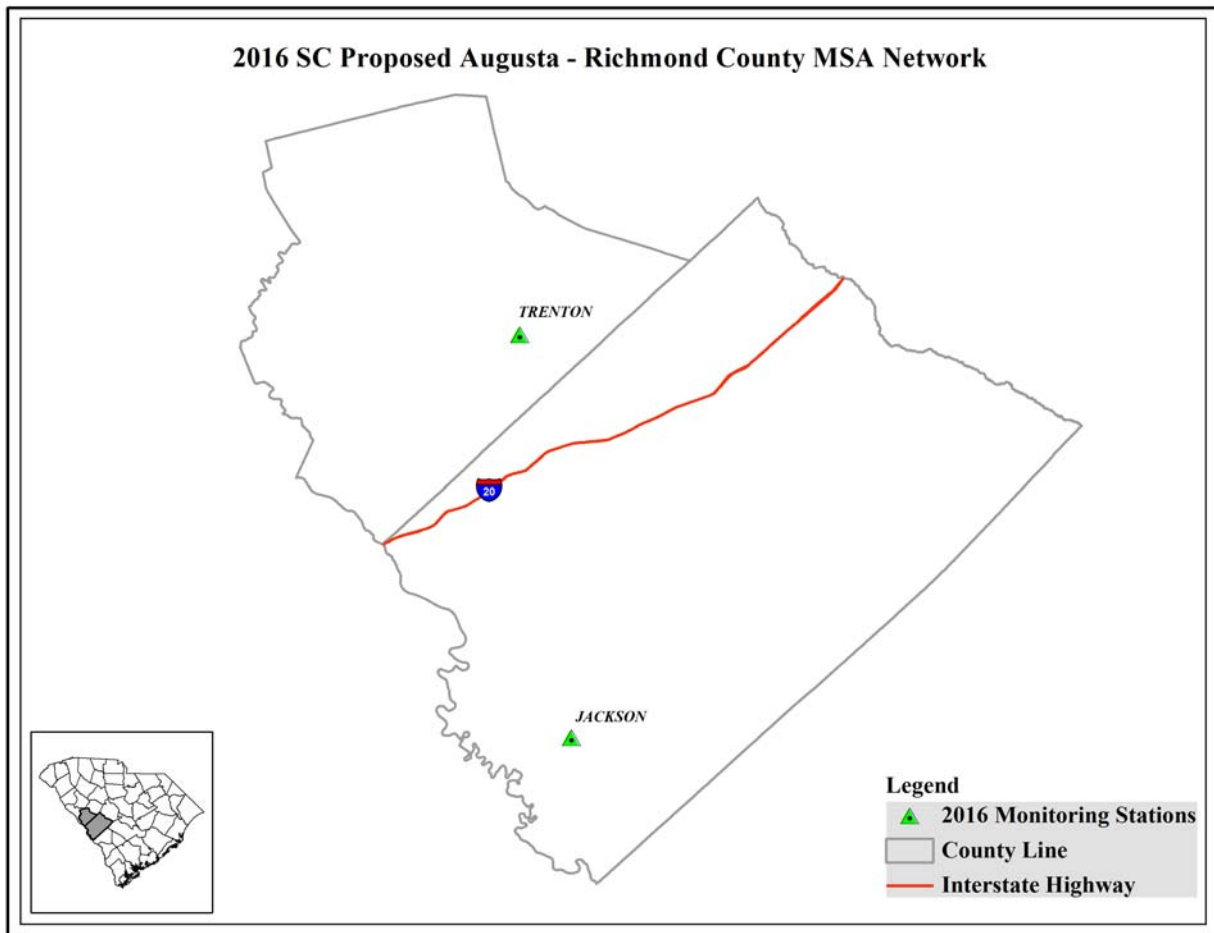 2016 SC Proposed Augusta - Richmond County MSA Network
TRENTON
20
JACKSON
Legend
2016 Monitoring Stations
County Line
Interstate Highway